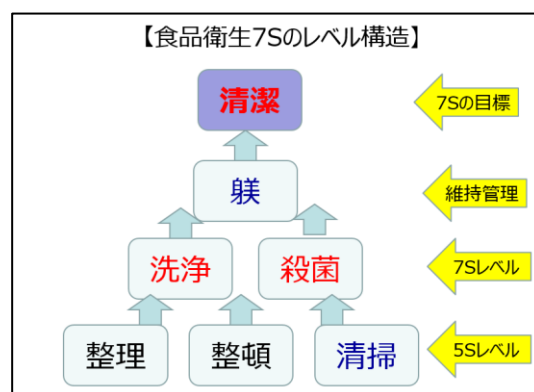 【食品衛生7Sのレベル構造】
清潔
7Sの目標
躾
維持管理
洗浄
殺菌
7Sレベル
整理
整頓
清掃
5Sレベル